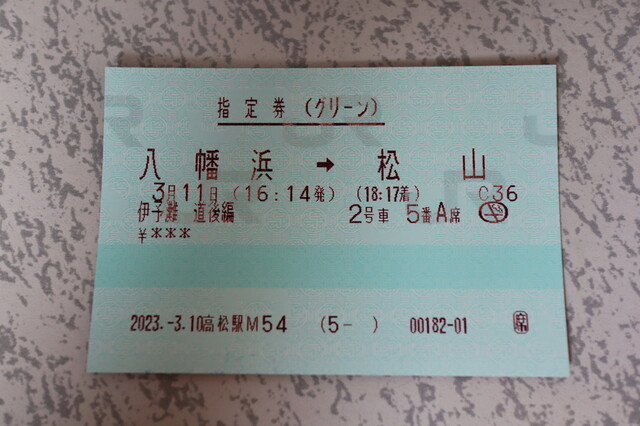 指定券（グリーン）
八幡浜 → 松山
3月11日（16：14発）（18:17着） C36
伊予灘 道後編 2号車 5番A席
￥***
2023.-3.10高松駅M54 (5- ) 00182-01